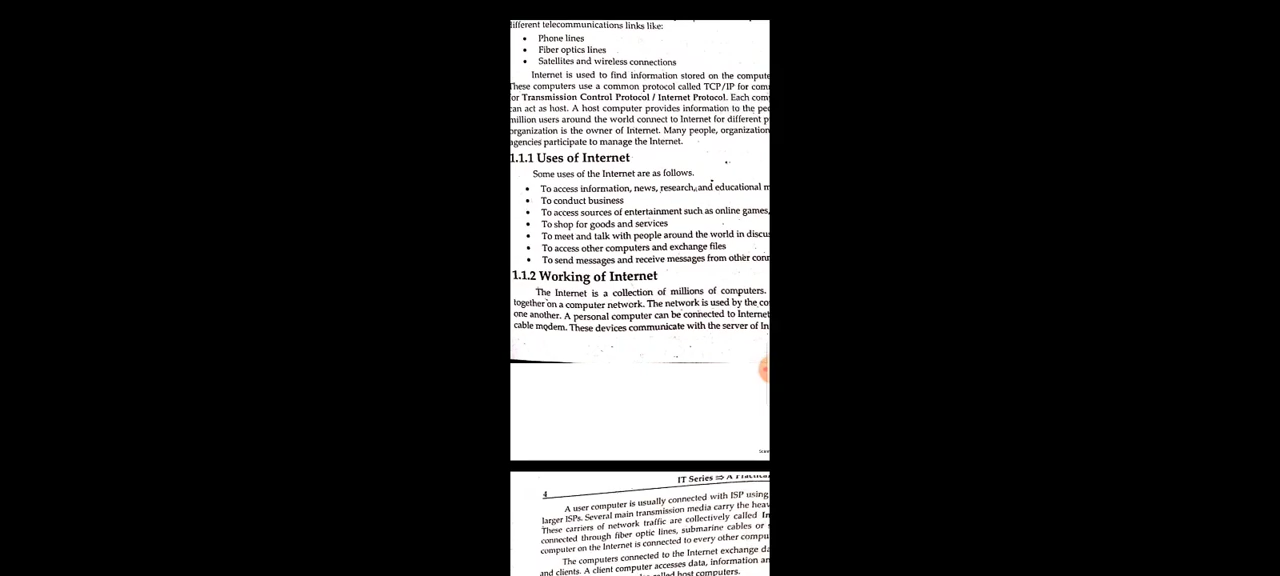 different telecommunications links like:
• Phone lines
• Fiber optics lines
• Satellites and wireless connections
Internet is used to find information stored on the compute
These computers use a common protocol called TCP/IP for com
or Transmission Control Protocol / Internet Protocol. Each com
can act as host. A host computer provides information to the pe
million users around the world connect to Internet for different p
organization is the owner of Internet. Many people, organization
agencies participate to manage the Internet.
1.1.1 Uses of Internet
Some uses of the Internet are as follows.
• To access information, news, research, and educational m
• To conduct business
• To access sources of entertainment such as online games,
• To shop for goods and services
• To meet and talk with people around the world in discu
• To access other computers and exchange files
• To send messages and receive messages from other conn
1.1.2 Working of Internet
The Internet is a collection of millions of computers.
together on a computer network. The network is used by the co
one another. A personal computer can be connected to Internet
cable modem. These devices communicate with the server of In
IT Series ⇒ A Practical
4
A user computer is usually connected with ISP using
larger ISPs. Several main transmission media carry the heav
These carriers of network traffic are collectively called In
connected through fiber optic lines, submarine cables or
computer on the Internet is connected to every other compu
The computers connected to the Internet exchange da
and clients. A client computer accesses data, information an
called host computers.